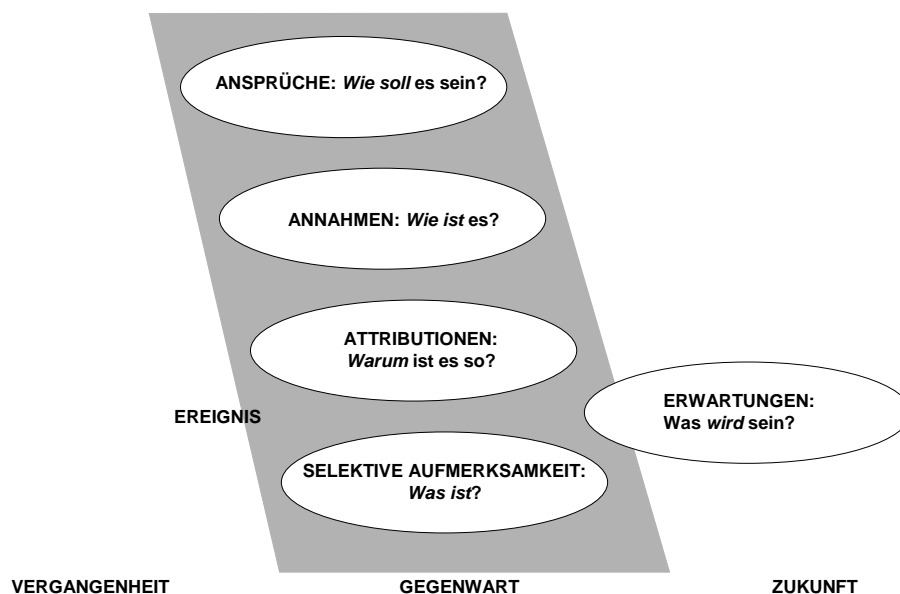 ANSPRÜCHE: Wie soll es sein?
ANNAHMEN: Wie ist es?
ATTRIBUTIONEN:
Warum ist es so?
ERWARTUNGEN:
Was wird sein?
EREIGNIS
SELEKTIVE AUFMERKSAMKEIT:
Was ist?
VERGANGENHEIT GEGENWART ZUKUNFT